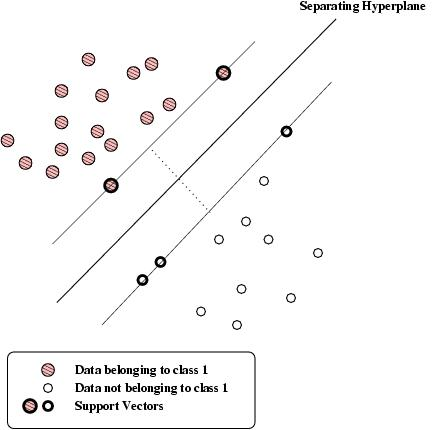 Separating Hyperplane
Data belonging to class 1
Data not belonging to class 1
Support Vectors